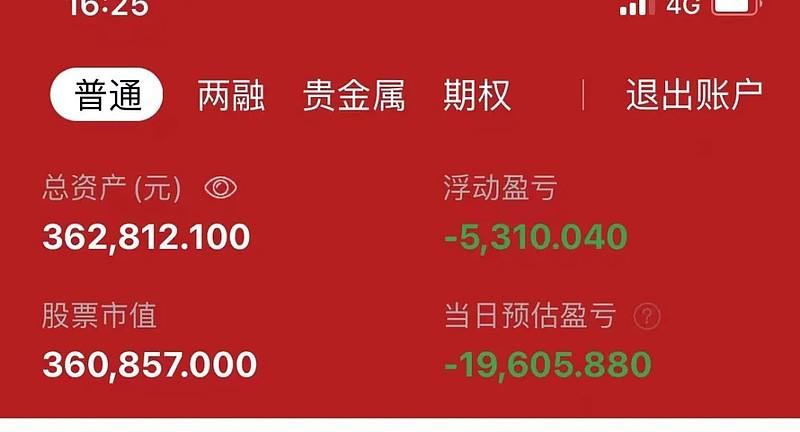 16:25 4G
普通 两融 贵金属 期权 | 退出账户
总资产(元) 浮动盈亏
362,812.100 -5,310.040
股票市值 当日预估盈亏 ?
360,857.000 -19,605.880